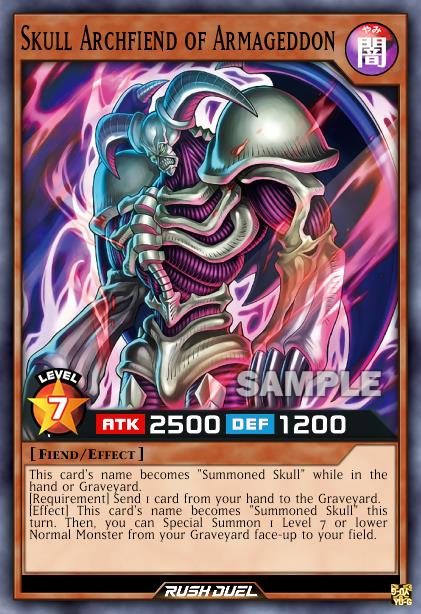 Skull Archfiend of Armageddon
やみ
闇
SAMPLE
LEVEL
7
ATK 2500 DEF 1200
[Fiend/Effect]
This card's name becomes "Summoned Skull" while in the
hand or Graveyard.
[Requirement] Send 1 card from your hand to the Graveyard.
[Effect] This card's name becomes "Summoned Skull" this
turn. Then, you can Special Summon 1 Level 7 or lower
Normal Monster from your Graveyard face-up to your field.
RUSH DUEL